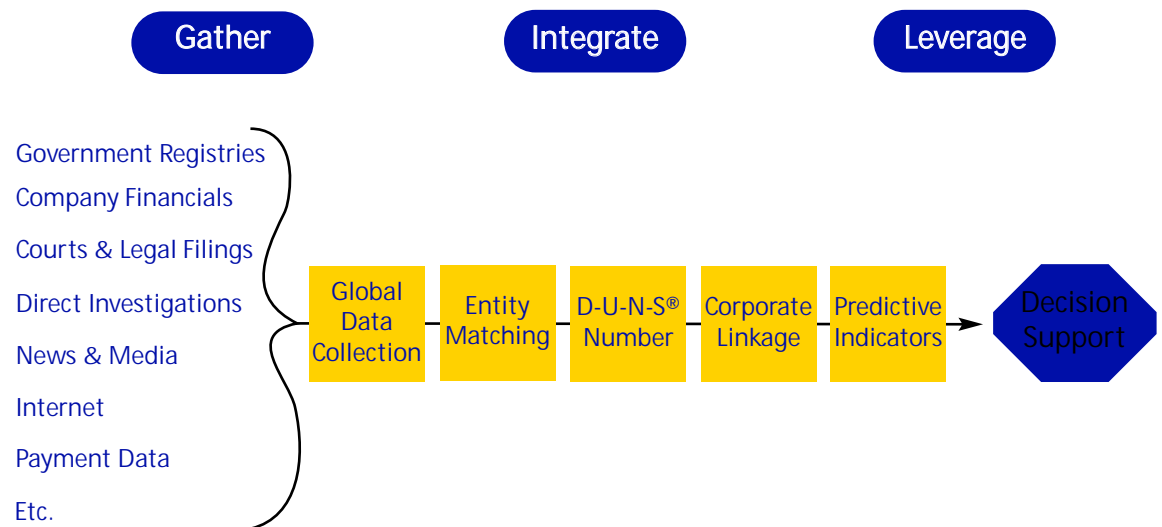 Gather
Integrate
Leverage
Government Registries
Company Financials
Courts & Legal Filings
Direct Investigations
News & Media
Internet
Payment Data
Etc.
Global
Data
Collection
Entity
Matching
D-U-N-S®
Number
Corporate
Linkage
Predictive
Indicators
Decision
Support